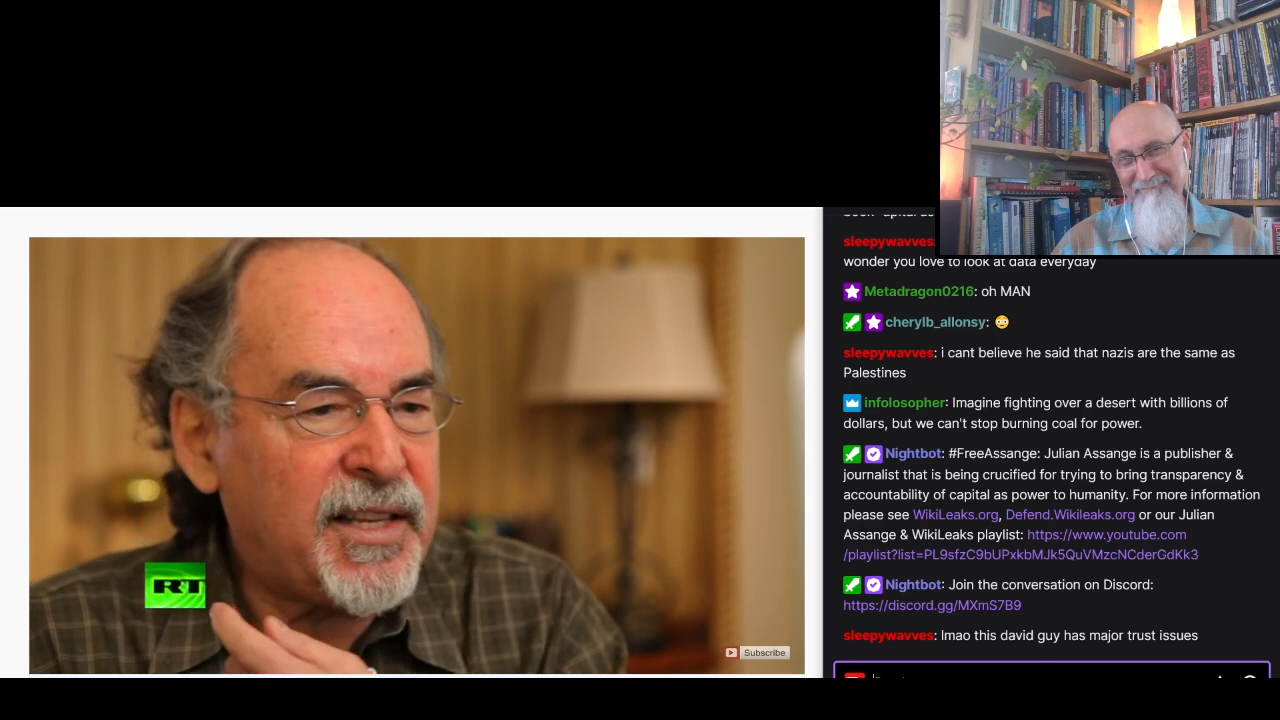 sleepywavves:
wonder you love to look at data everyday
Metadragon0216: oh MAN
cherylb_allonsy: 😳
sleepywavves: i cant believe he said that nazis are the same as
Palestines
infolosopher: Imagine fighting over a desert with billions of
dollars, but we can't stop burning coal for power.
Nightbot: #FreeAssange: Julian Assange is a publisher &
journalist that is being crucified for trying to bring transparency &
accountability of capital as power to humanity. For more information
please see WikiLeaks.org, Defend.Wikileaks.org or our Julian
Assange & WikiLeaks playlist: https://www.youtube.com
/playlist?list=PL9sfzC9bUPxkbMJk5QuVMzcNCderGdKk3
Nightbot: Join the conversation on Discord:
https://discord.gg/MXmS7B9
sleepywavves: lmao this david guy has major trust issues
RT
Subscribe